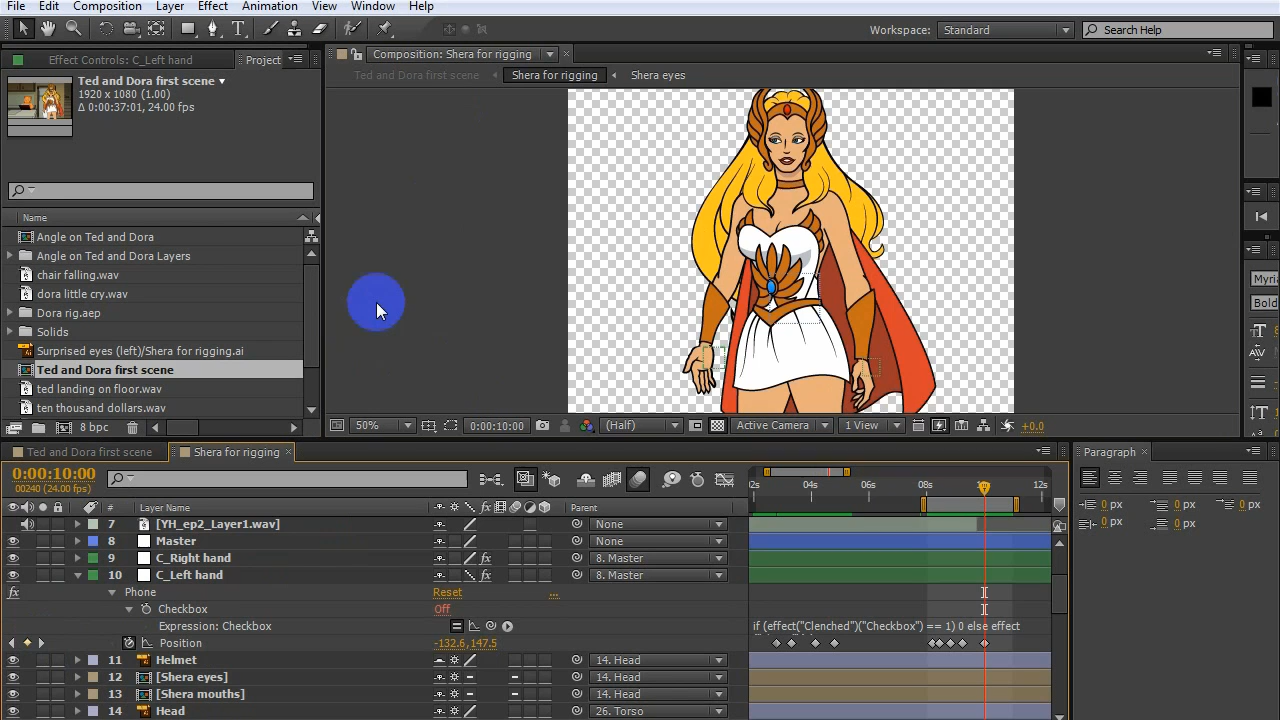 File Edit Composition Layer Effect Animation View Window Help
Workspace: Standard Search Help
Effect Controls: C_Left hand Project
Composition: Shera for rigging
Ted and Dora first scene
1920 x 1080 (1.00)
Δ 0:00:37:01, 24.00 fps
Ted and Dora first scene Shera for rigging Shera eyes
Name
Angle on Ted and Dora
Angle on Ted and Dora Layers
chair falling.wav
dora little cry.wav
Dora rig.aep
Solids
Surprised eyes (left)/Shera for rigging.ai
Ted and Dora first scene
ted landing on floor.wav
ten thousand dollars.wav
8 bpc
50% 0:00:10:00 (Half) Active Camera 1 View +0.0
Myria
Bold
Ted and Dora first scene Shera for rigging
Paragraph
0:00:10:00
00240 (24.00 fps)
04s 06s 08s 12s
Layer Name Parent
0 px 0 px 0 px
0 px 0 px
7 [YH_ep2_Layer1.wav] None
8 Master None
9 C_Right hand 8. Master
10 C_Left hand 8. Master
Phone Reset ...
Checkbox Off
Expression: Checkbox if (effect("Clenched")("Checkbox") == 1) 0 else effect
Position -132.6, 147.5
11 Helmet 14. Head
12 [Shera eyes] 14. Head
13 [Shera mouths] 14. Head
14 Head 26. Torso